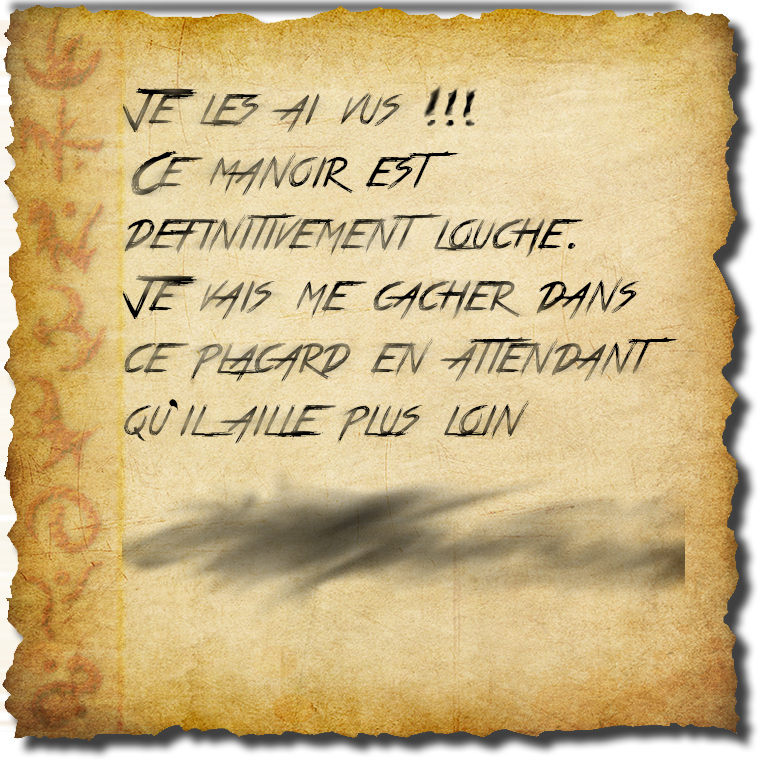 JE LES AI VUS !!!
CE MANOIR EST
DEFINITIVEMENT LOUCHE.
JE VAIS ME CACHER DANS
CE PLACARD EN ATTENDANT
QU'IL AILLE PLUS LOIN